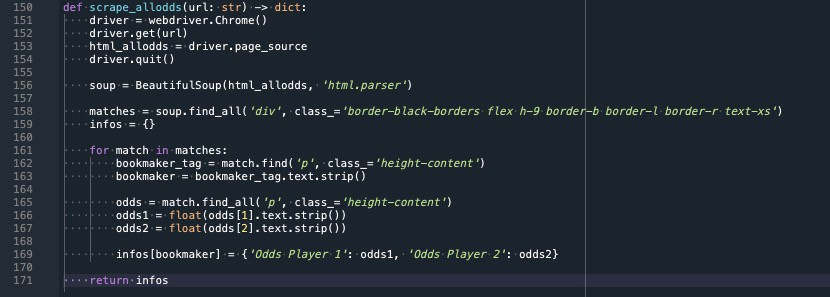 150 def scrape_allodds(url: str) -> dict:
151     driver = webdriver.Chrome()
152     driver.get(url)
153     html_allodds = driver.page_source
154     driver.quit()
155
156     soup = BeautifulSoup(html_allodds, 'html.parser')
157
158     matches = soup.find_all('div', class_='border-black-borders flex h-9 border-b border-l border-r text-xs')
159     infos = {}
160
161     for match in matches:
162         bookmaker_tag = match.find('p', class_='height-content')
163         bookmaker = bookmaker_tag.text.strip()
164
165         odds = match.find_all('p', class_='height-content')
166         odds1 = float(odds[1].text.strip())
167         odds2 = float(odds[2].text.strip())
168
169         infos[bookmaker] = {'Odds Player 1': odds1, 'Odds Player 2': odds2}
170
171     return infos